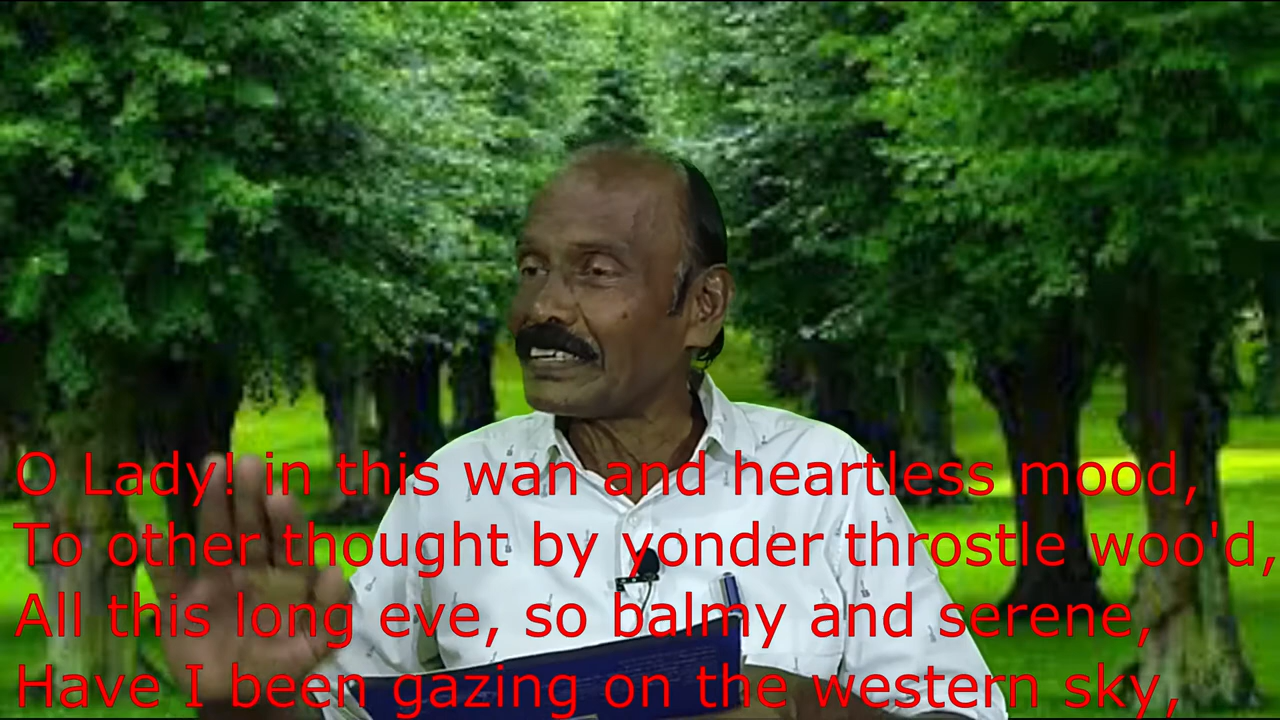 O Lady! in this wan and heartless mood,
To other thought by yonder throstle woo'd,
All this long eve, so balmy and serene,
Have I been gazing on the western sky,